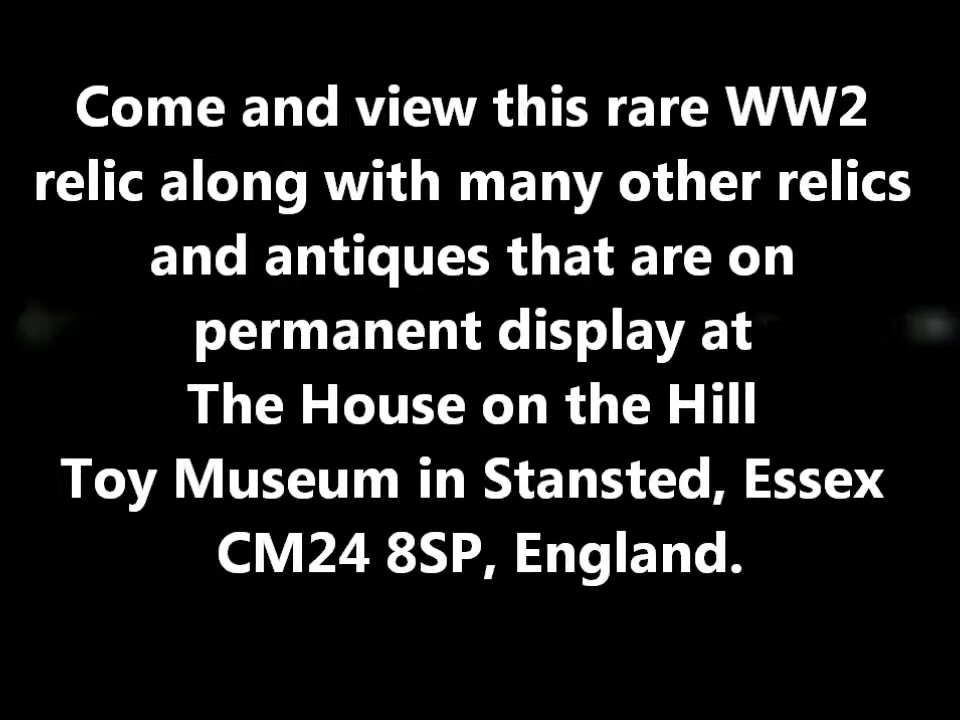 Come and view this rare WW2
relic along with many other relics
and antiques that are on
permanent display at
The House on the Hill
Toy Museum in Stansted, Essex
CM24 8SP, England.